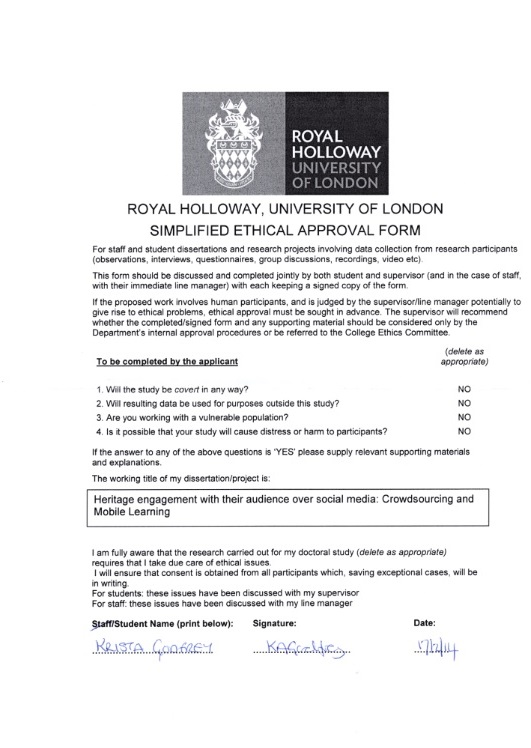 ROYAL
HOLLOWAY
UNIVERSITY
OF LONDON
ROYAL HOLLOWAY, UNIVERSITY OF LONDON
SIMPLIFIED ETHICAL APPROVAL FORM
For staff and student dissertations and research projects involving data collection from research participants
(observations, interviews, questionnaires, group discussions, recordings, video etc).
This form should be discussed and completed jointly by both student and supervisor (and in the case of staff,
with their immediate line manager) with each keeping a signed copy of the form.
If the proposed work involves human participants, and is judged by the supervisor/line manager potentially to
give rise to ethical problems, ethical approval must be sought in advance. The supervisor will recommend
whether the completed/signed form and any supporting material should be considered only by the
Department's internal approval procedures or be referred to the College Ethics Committee.
(delete as
To be completed by the applicant appropriately)
1. Will the study be covert in any way? NO
2. Will resulting data be used for purposes outside this study? NO
3. Are you working with a vulnerable population? NO
4. Is it possible that your study will cause distress or harm to participants? NO
If the answer to any of the above questions is 'YES' please supply relevant supporting materials
and explanations.
The working title of my dissertation/project is:
Heritage engagement with their audience over social media: Crowdsourcing and
Mobile Learning
I am fully aware that the research carried out for my doctoral study (delete as appropriate)
requires that I take due care of ethical issues.
I will ensure that consent is obtained from all participants which, saving exceptional cases, will be
in writing.
For students: these issues have been discussed with my supervisor
For staff: these issues have been discussed with my line manager
Staff/Student Name (print below): Signature: Date:
KRISTA GODFREY KAGodfrey